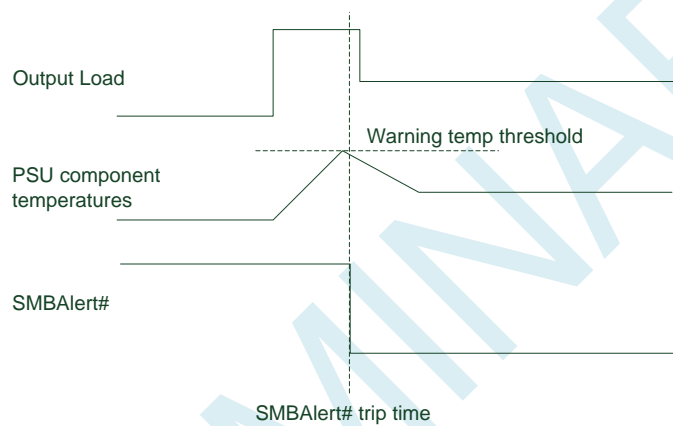 Output Load
Warning temp threshold
PSU component
temperatures
SMBAlert#
SMBAlert# trip time